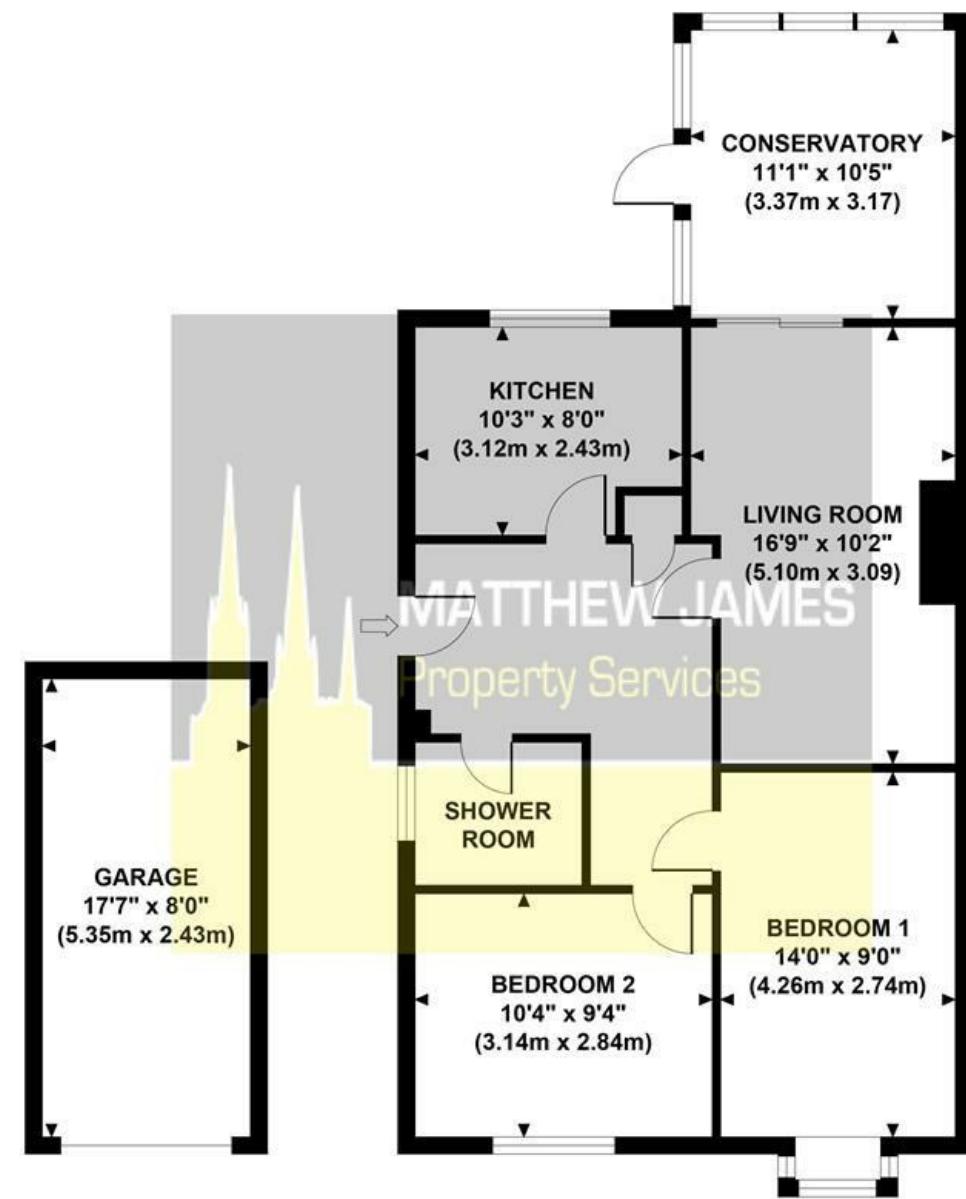 CONSERVATORY
11'1" x 10'5"
(3.37m x 3.17)
KITCHEN
10'3" x 8'0"
(3.12m x 2.43m)
LIVING ROOM
16'9" x 10'2"
(5.10m x 3.09)
MATTHEW JAMES
Property Services
SHOWER
ROOM
GARAGE
17'7" x 8'0"
(5.35m x 2.43m)
BEDROOM 1
14'0" x 9'0"
(4.26m x 2.74m)
BEDROOM 2
10'4" x 9'4"
(3.14m x 2.84m)